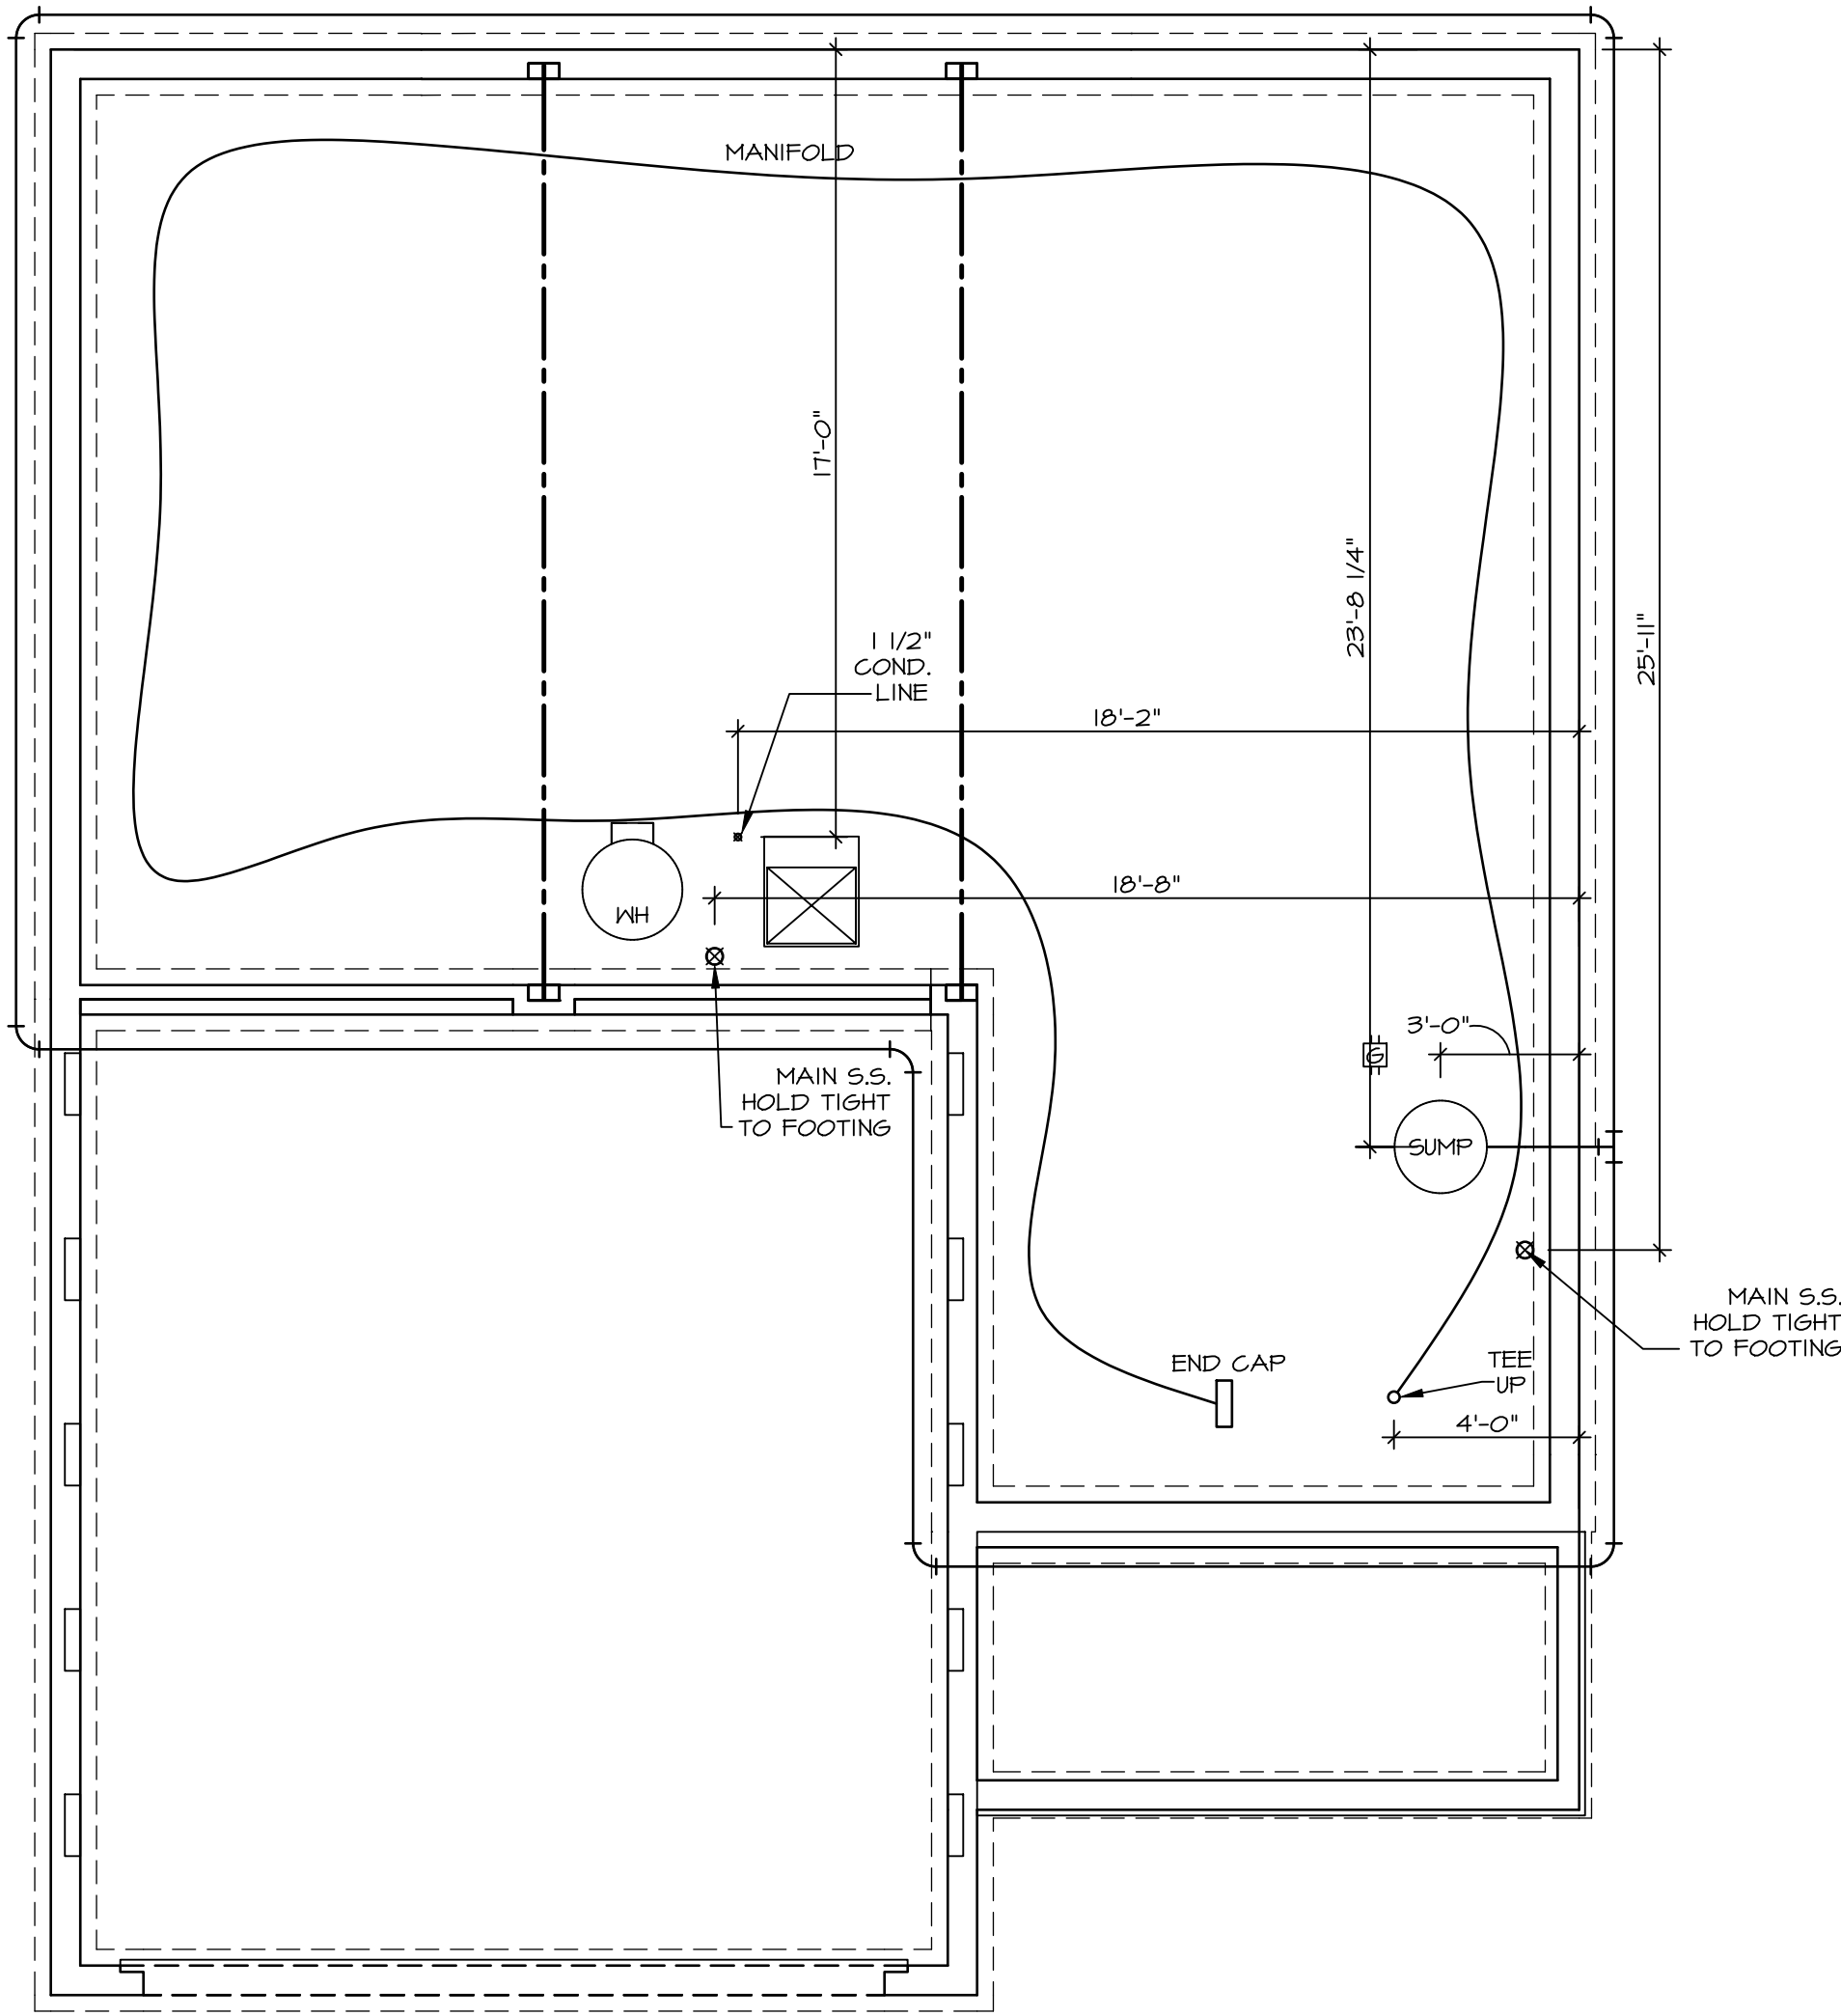 MANIFOLD
17'-0"
23'-8 1/4"
25'-11"
1 1/2"
COND.
LINE
18'-2"
18'-8"
WH
3'-0"
G
MAIN S.S.
HOLD TIGHT
TO FOOTING
SUMP
MAIN S.S.
HOLD TIGHT
TO FOOTING
END CAP
TEE
UP
4'-0"